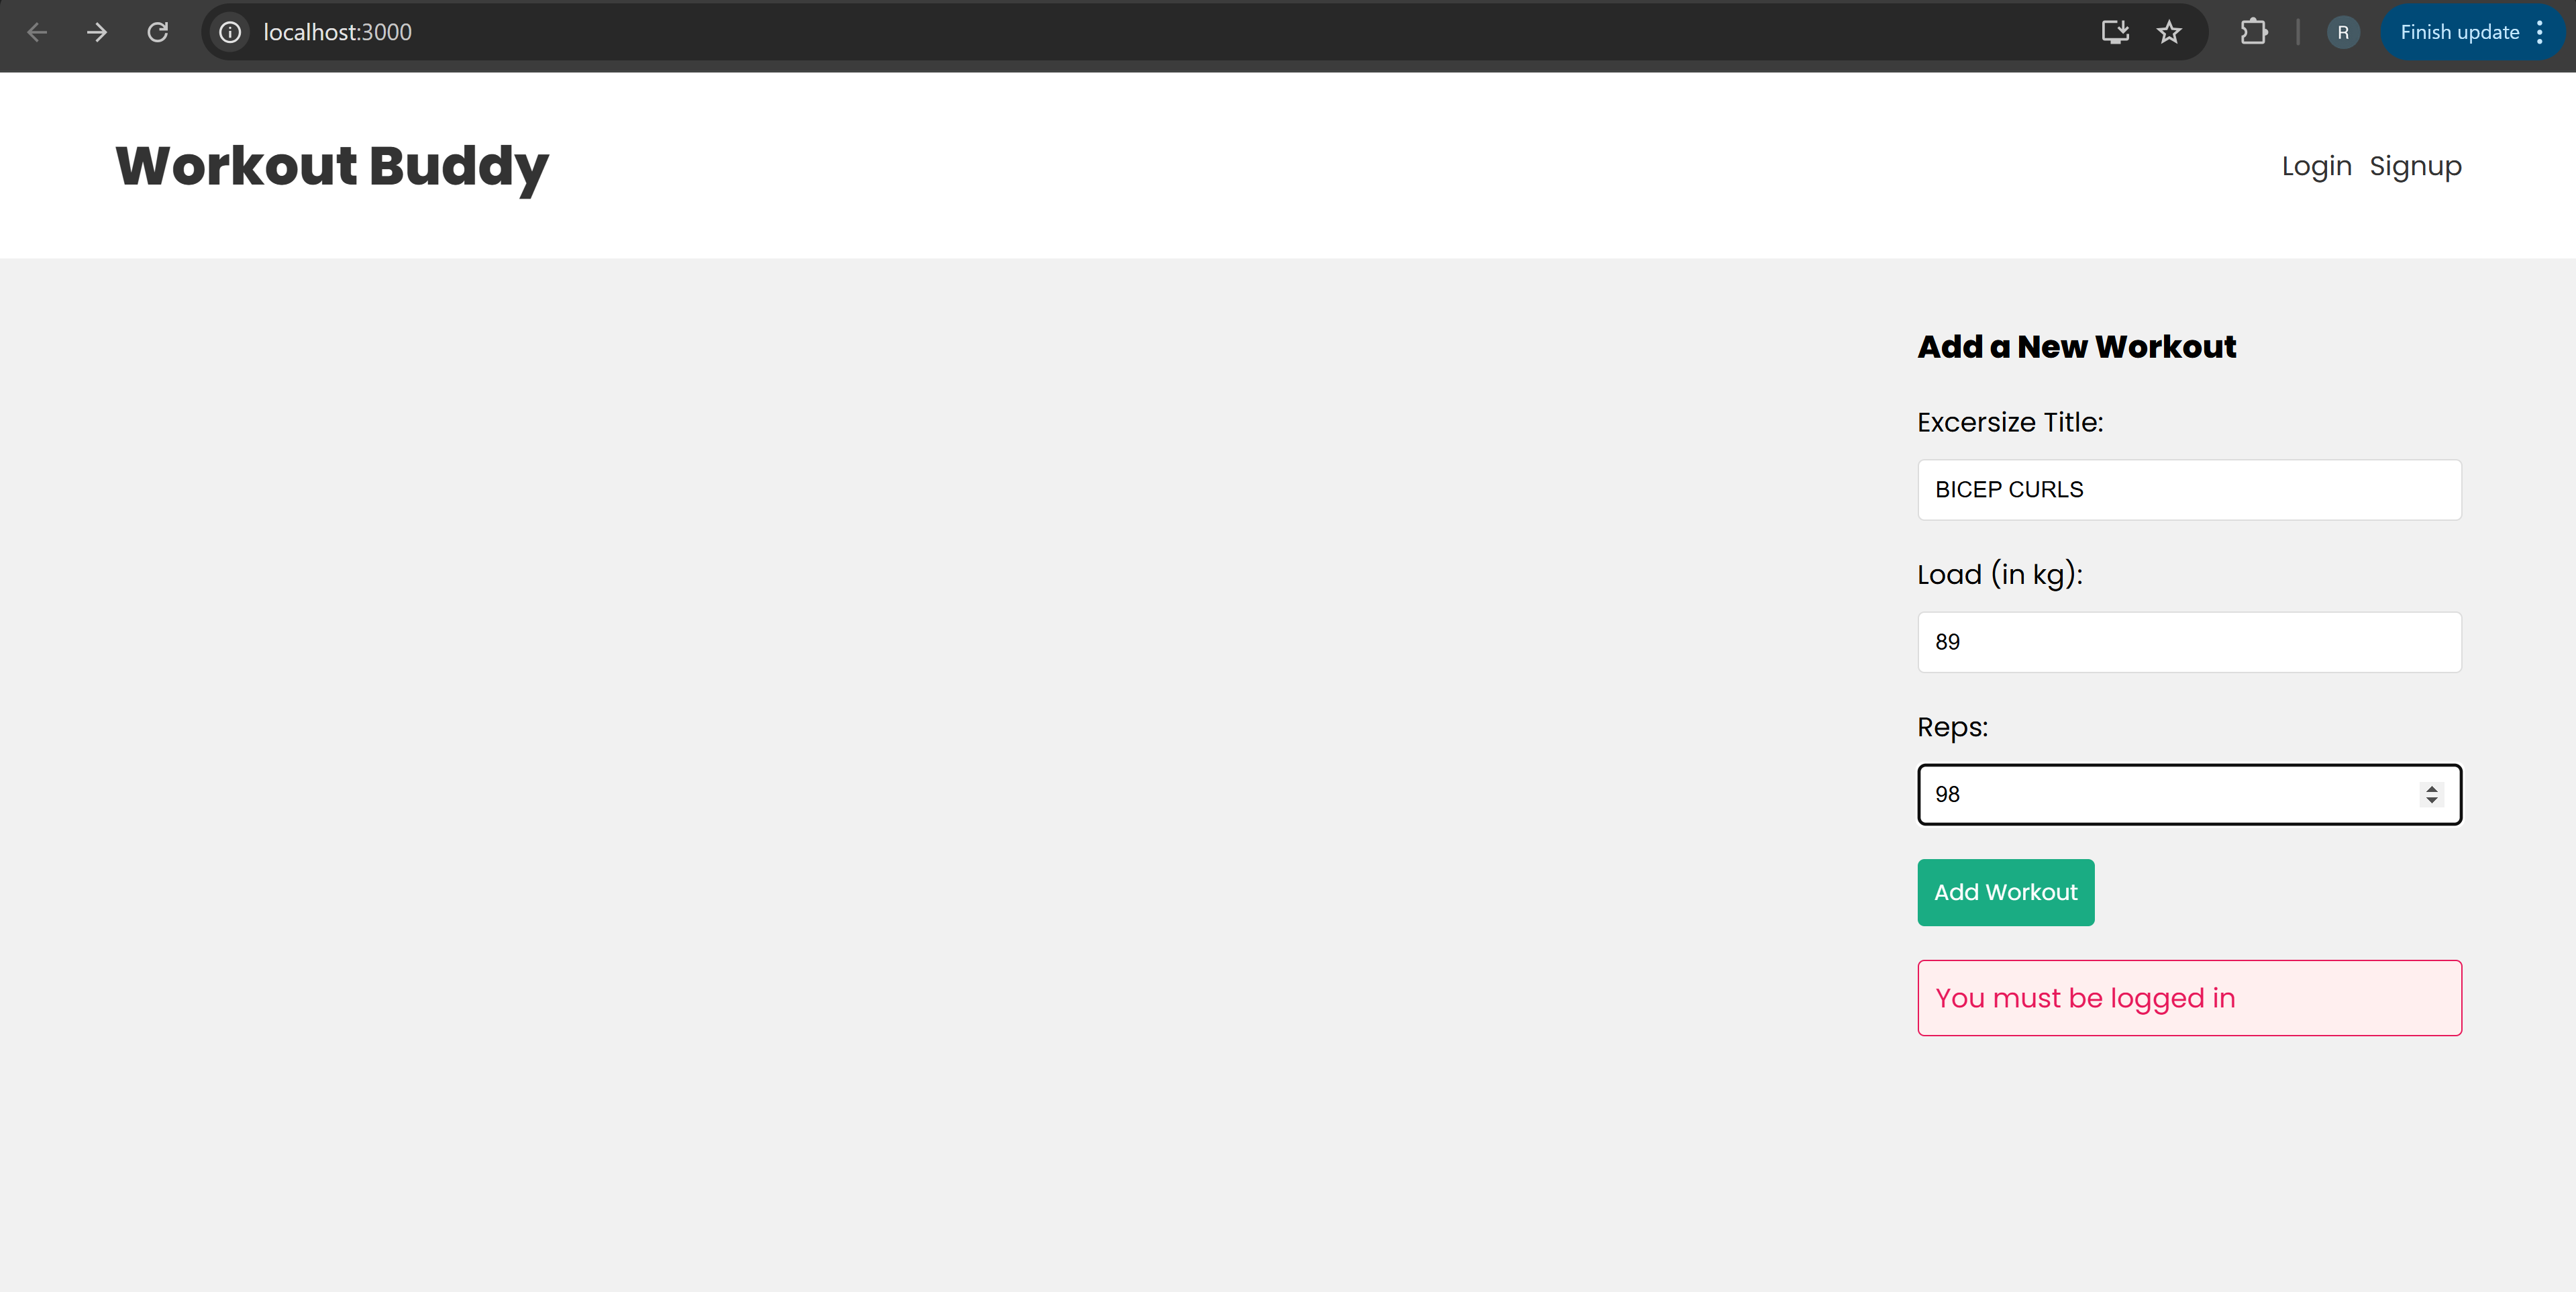 localhost:3000
R
Finish update
Workout Buddy
Login Signup
Add a New Workout
Excersize Title:
BICEP CURLS
Load (in kg):
89
Reps:
98
Add Workout
You must be logged in